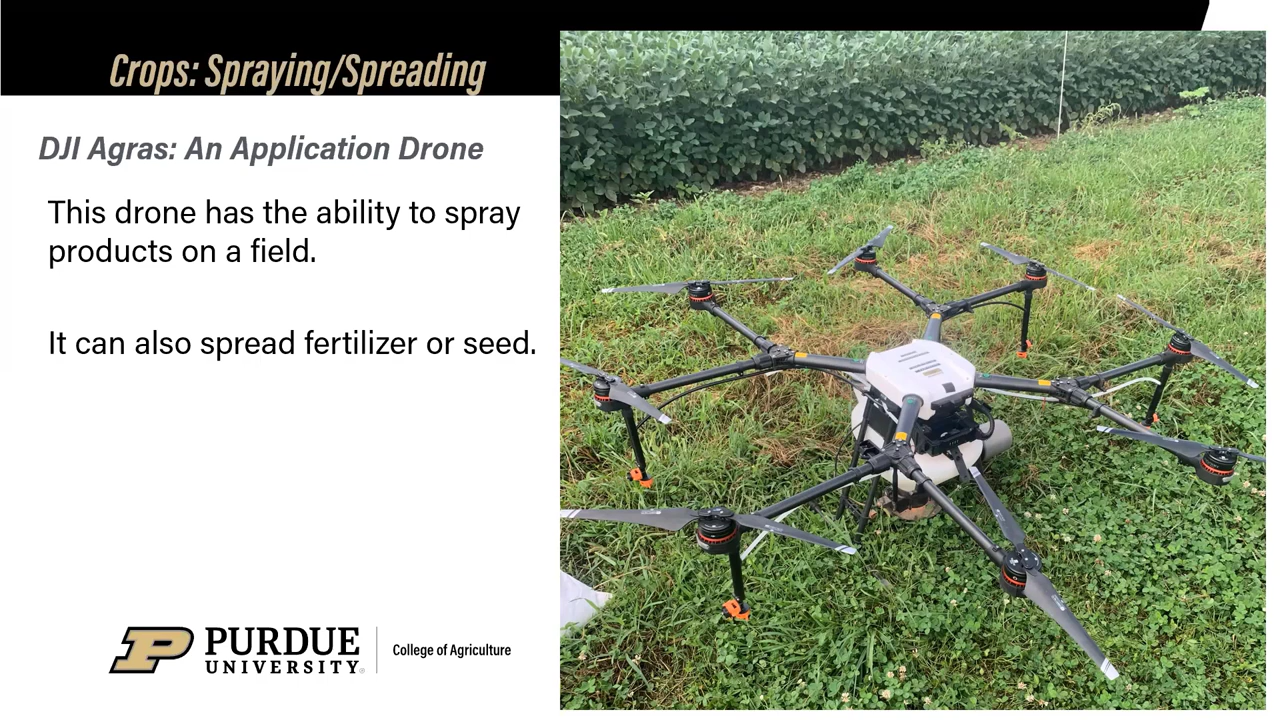 Crops: Spraying/Spreading
DJI Agras: An Application Drone
This drone has the ability to spray
products on a field.
It can also spread fertilizer or seed.
P PURDUE
UNIVERSITY®
College of Agriculture